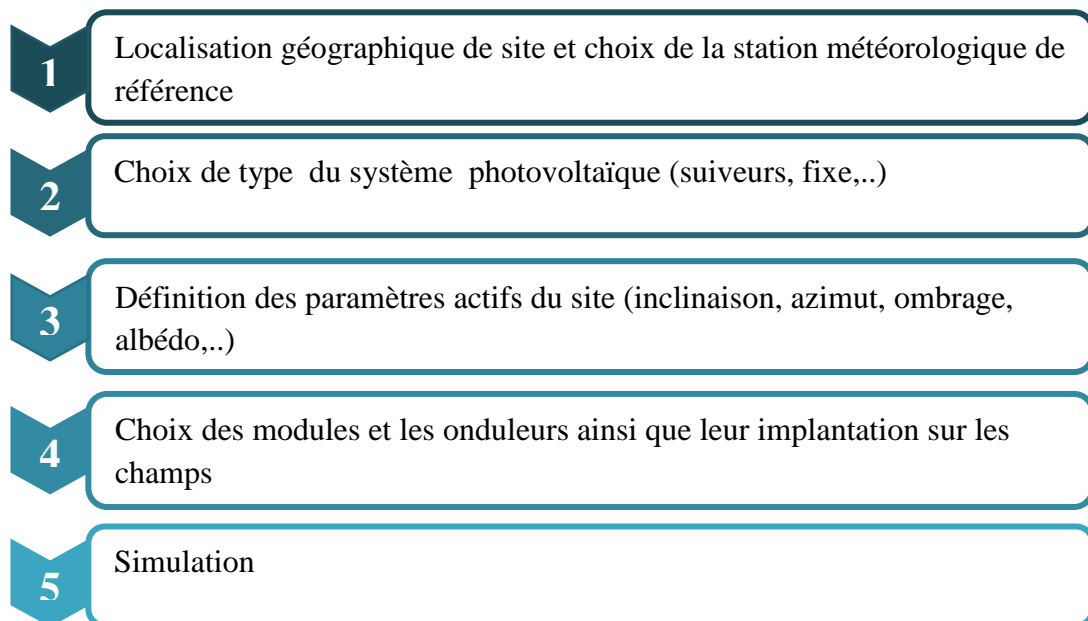 1
Localisation géographique de site et choix de la station météorologique de
référence
2
Choix de type du système photovoltaïque (suiveurs, fixe,..)
3
Définition des paramètres actifs du site (inclinaison, azimut, ombrage,
albédo,..)
4
Choix des modules et les onduleurs ainsi que leur implantation sur les
champs
5
Simulation